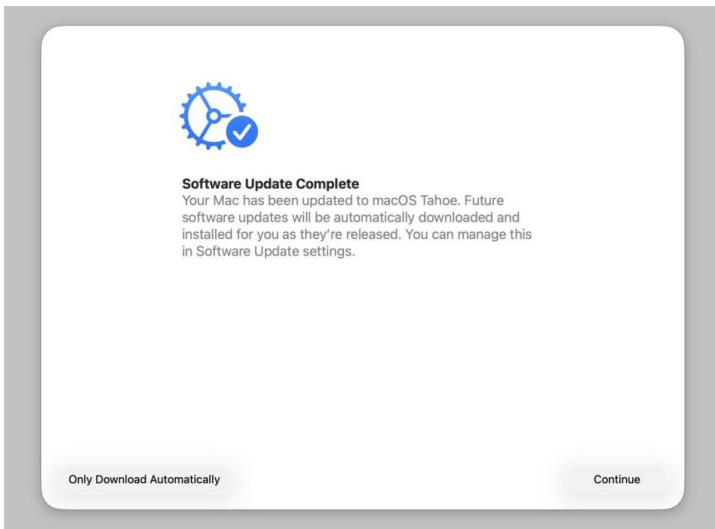 Software Update Complete
Your Mac has been updated to macOS Tahoe. Future
software updates will be automatically downloaded and
installed for you as they’re released. You can manage this
in Software Update settings.
Only Download Automatically
Continue